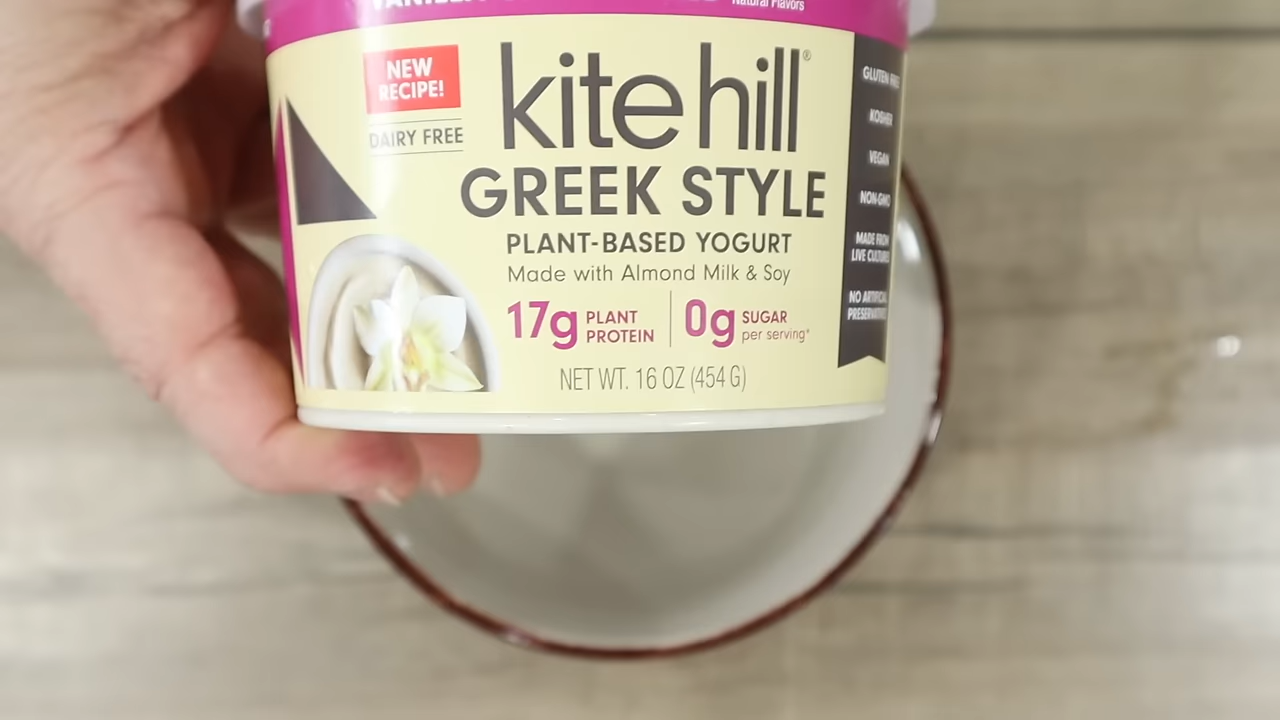 Natural Flavors
NEW
RECIPE!
DAIRY FREE
kite hill®
GREEK STYLE
PLANT-BASED YOGURT
Made with Almond Milk & Soy
17g PLANT PROTEIN
0g SUGAR per serving*
NET WT. 16 OZ (454 G)
GLUTEN FREE
KOSHER
VEGAN
NON-GMO
MADE FROM
LIVE CULTURES
NO ARTIFICIAL
PRESERVATIVES